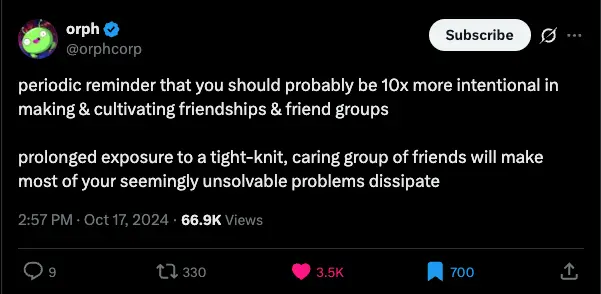 orph
@orphcorp
Subscribe
periodic reminder that you should probably be 10x more intentional in
making & cultivating friendships & friend groups
prolonged exposure to a tight-knit, caring group of friends will make
most of your seemingly unsolvable problems dissipate
2:57 PM · Oct 17, 2024 · 66.9K Views
9 330 3.5K 700